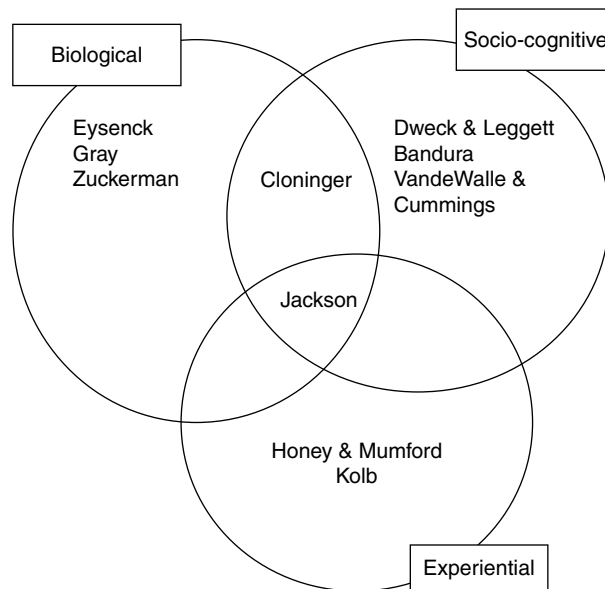 Biological
Socio-cognitive
Eysenck
Gray
Zuckerman
Cloninger
Dweck & Leggett
Bandura
VandeWalle &
Cummings
Jackson
Honey & Mumford
Kolb
Experiential